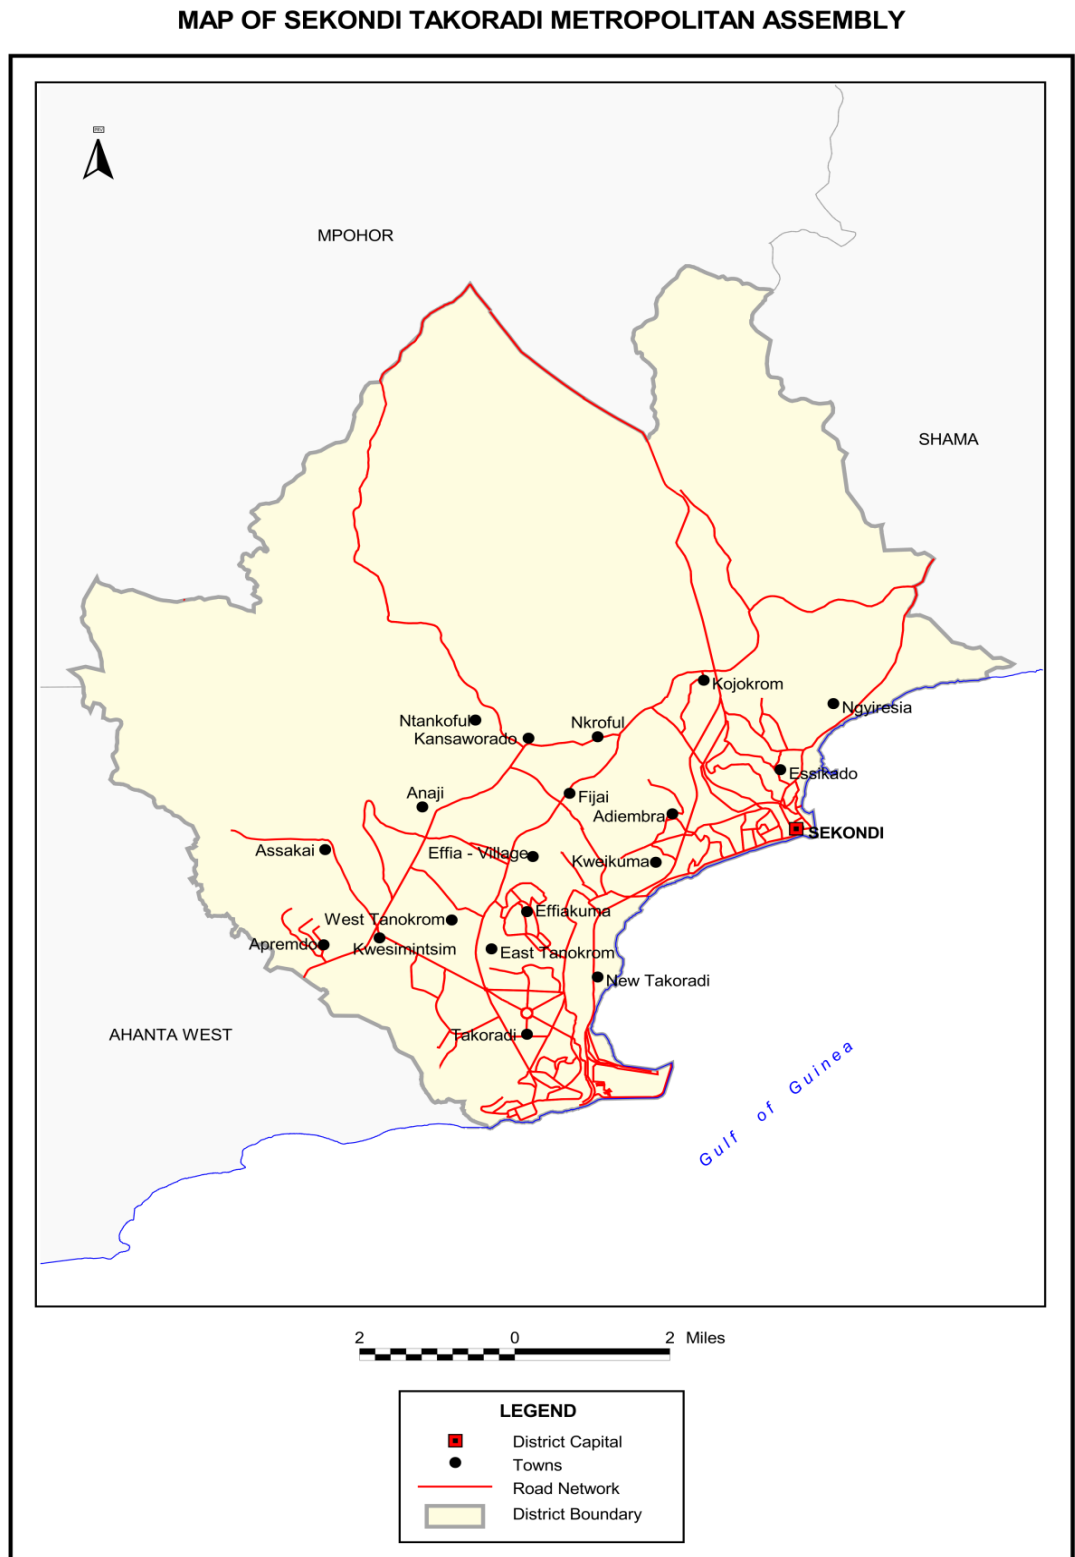 MAP OF SEKONDI TAKORADI METROPOLITAN ASSEMBLY
MPOHOR
SHAMA
Kojokrom
Ngyiresia
Ntankoful
Nkroful
Kansaworado
Essikado
Anaji
Fijai
Adiembra
SEKONDI
Assakai
Effia - Village
Kweikuma
West Tanokrom
Effiakuma
Apremdo
Kwesimintsim
East Tanokrom
New Takoradi
AHANTA WEST
Takoradi
Gulf of Guinea
2 0 2 Miles
LEGEND
District Capital
Towns
Road Network
District Boundary